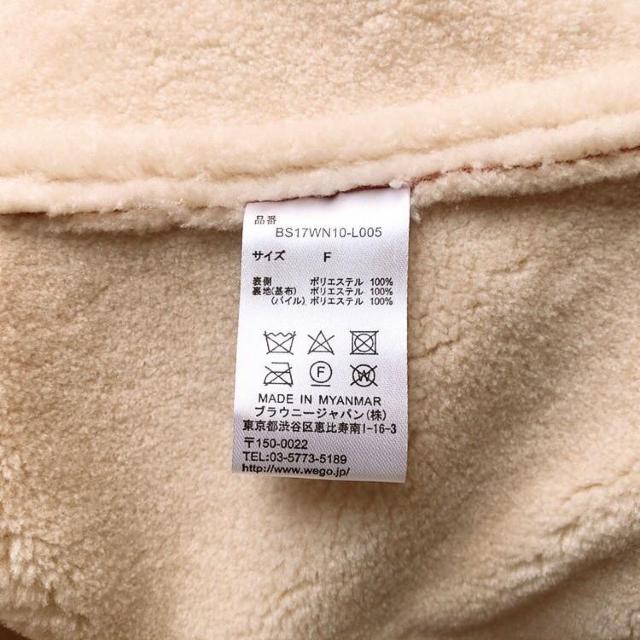 品番
BS17WN10-L005
サイズ F
表側 ポリエステル 100%
裏地(基布) ポリエステル 100%
(パイル) ポリエステル 100%
F W
MADE IN MYANMAR
ブラウニージャパン(株)
東京都渋谷区恵比寿南1-16-3
〒150-0022
TEL:03-5773-5189
http://www.wego.jp/